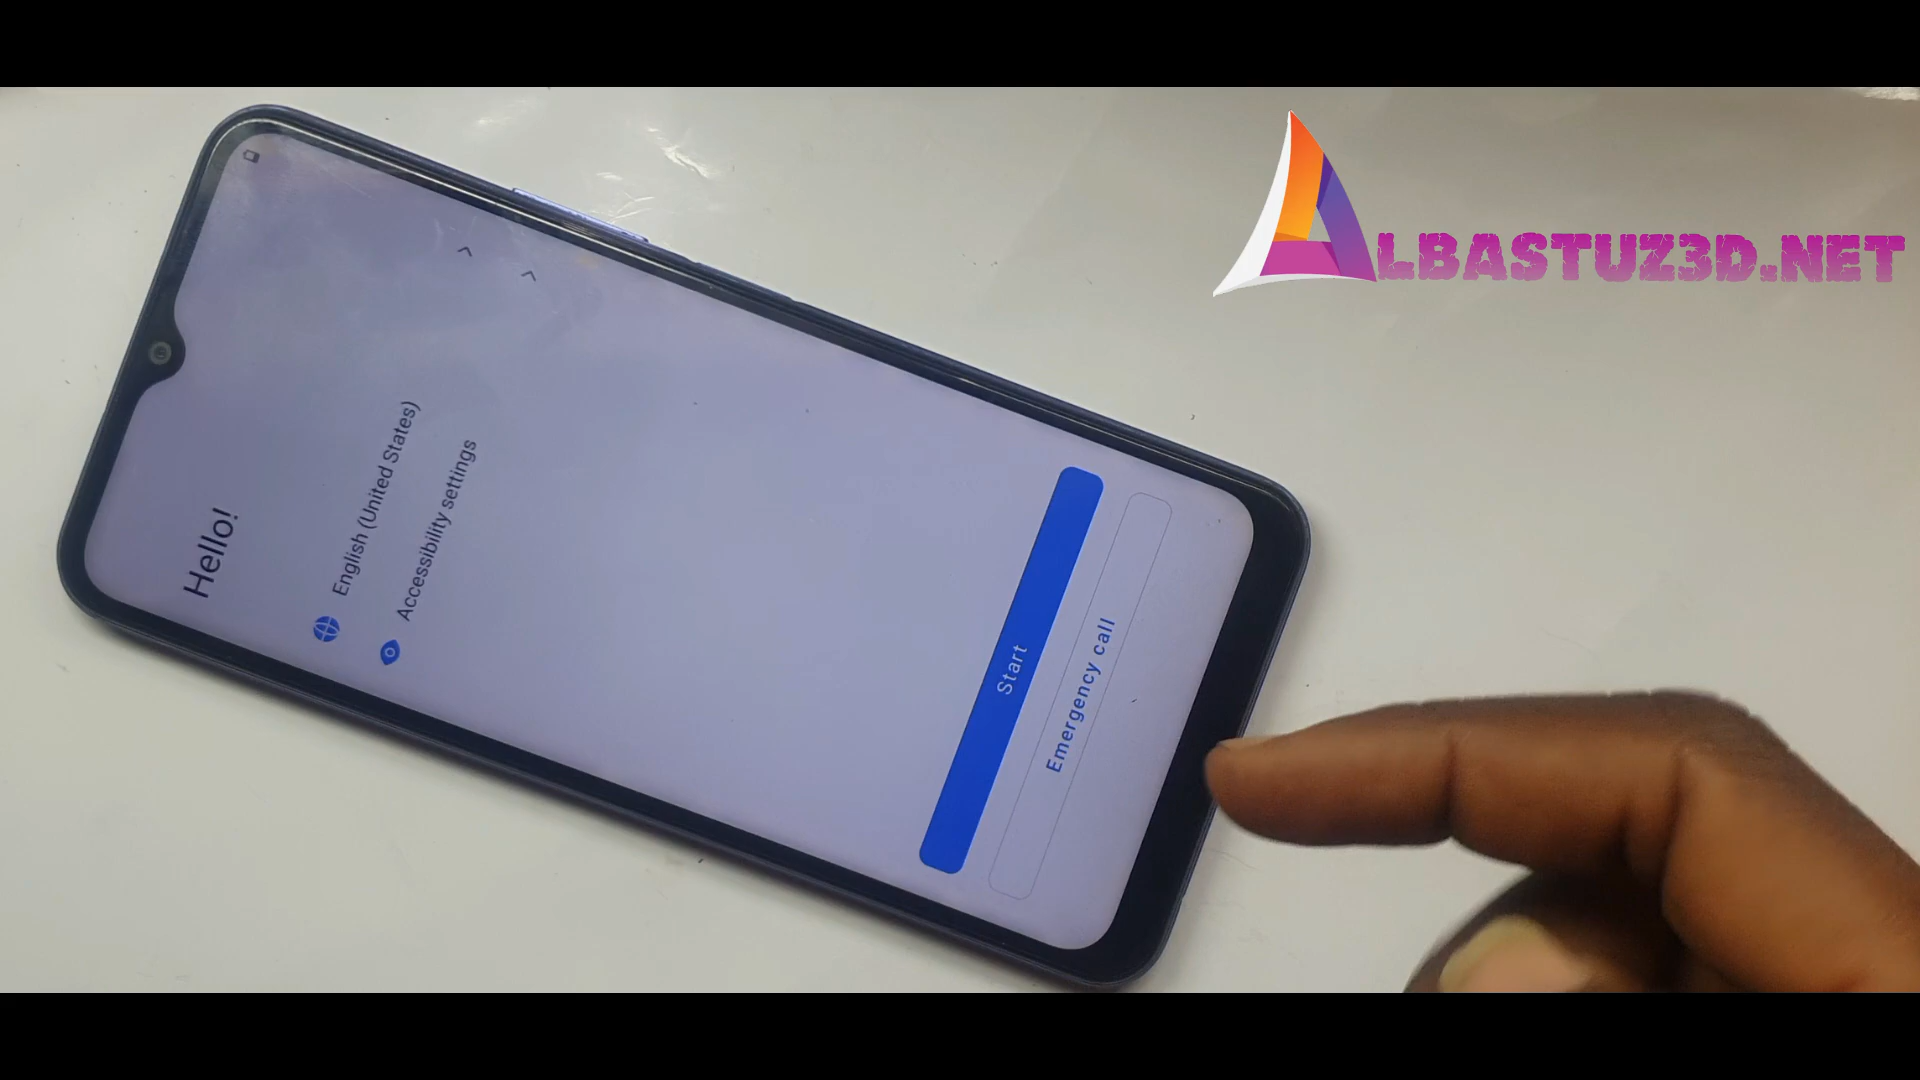 ALBASTUZ3D.NET
Hello!
English (United States)
Accessibility settings
Start
Emergency call